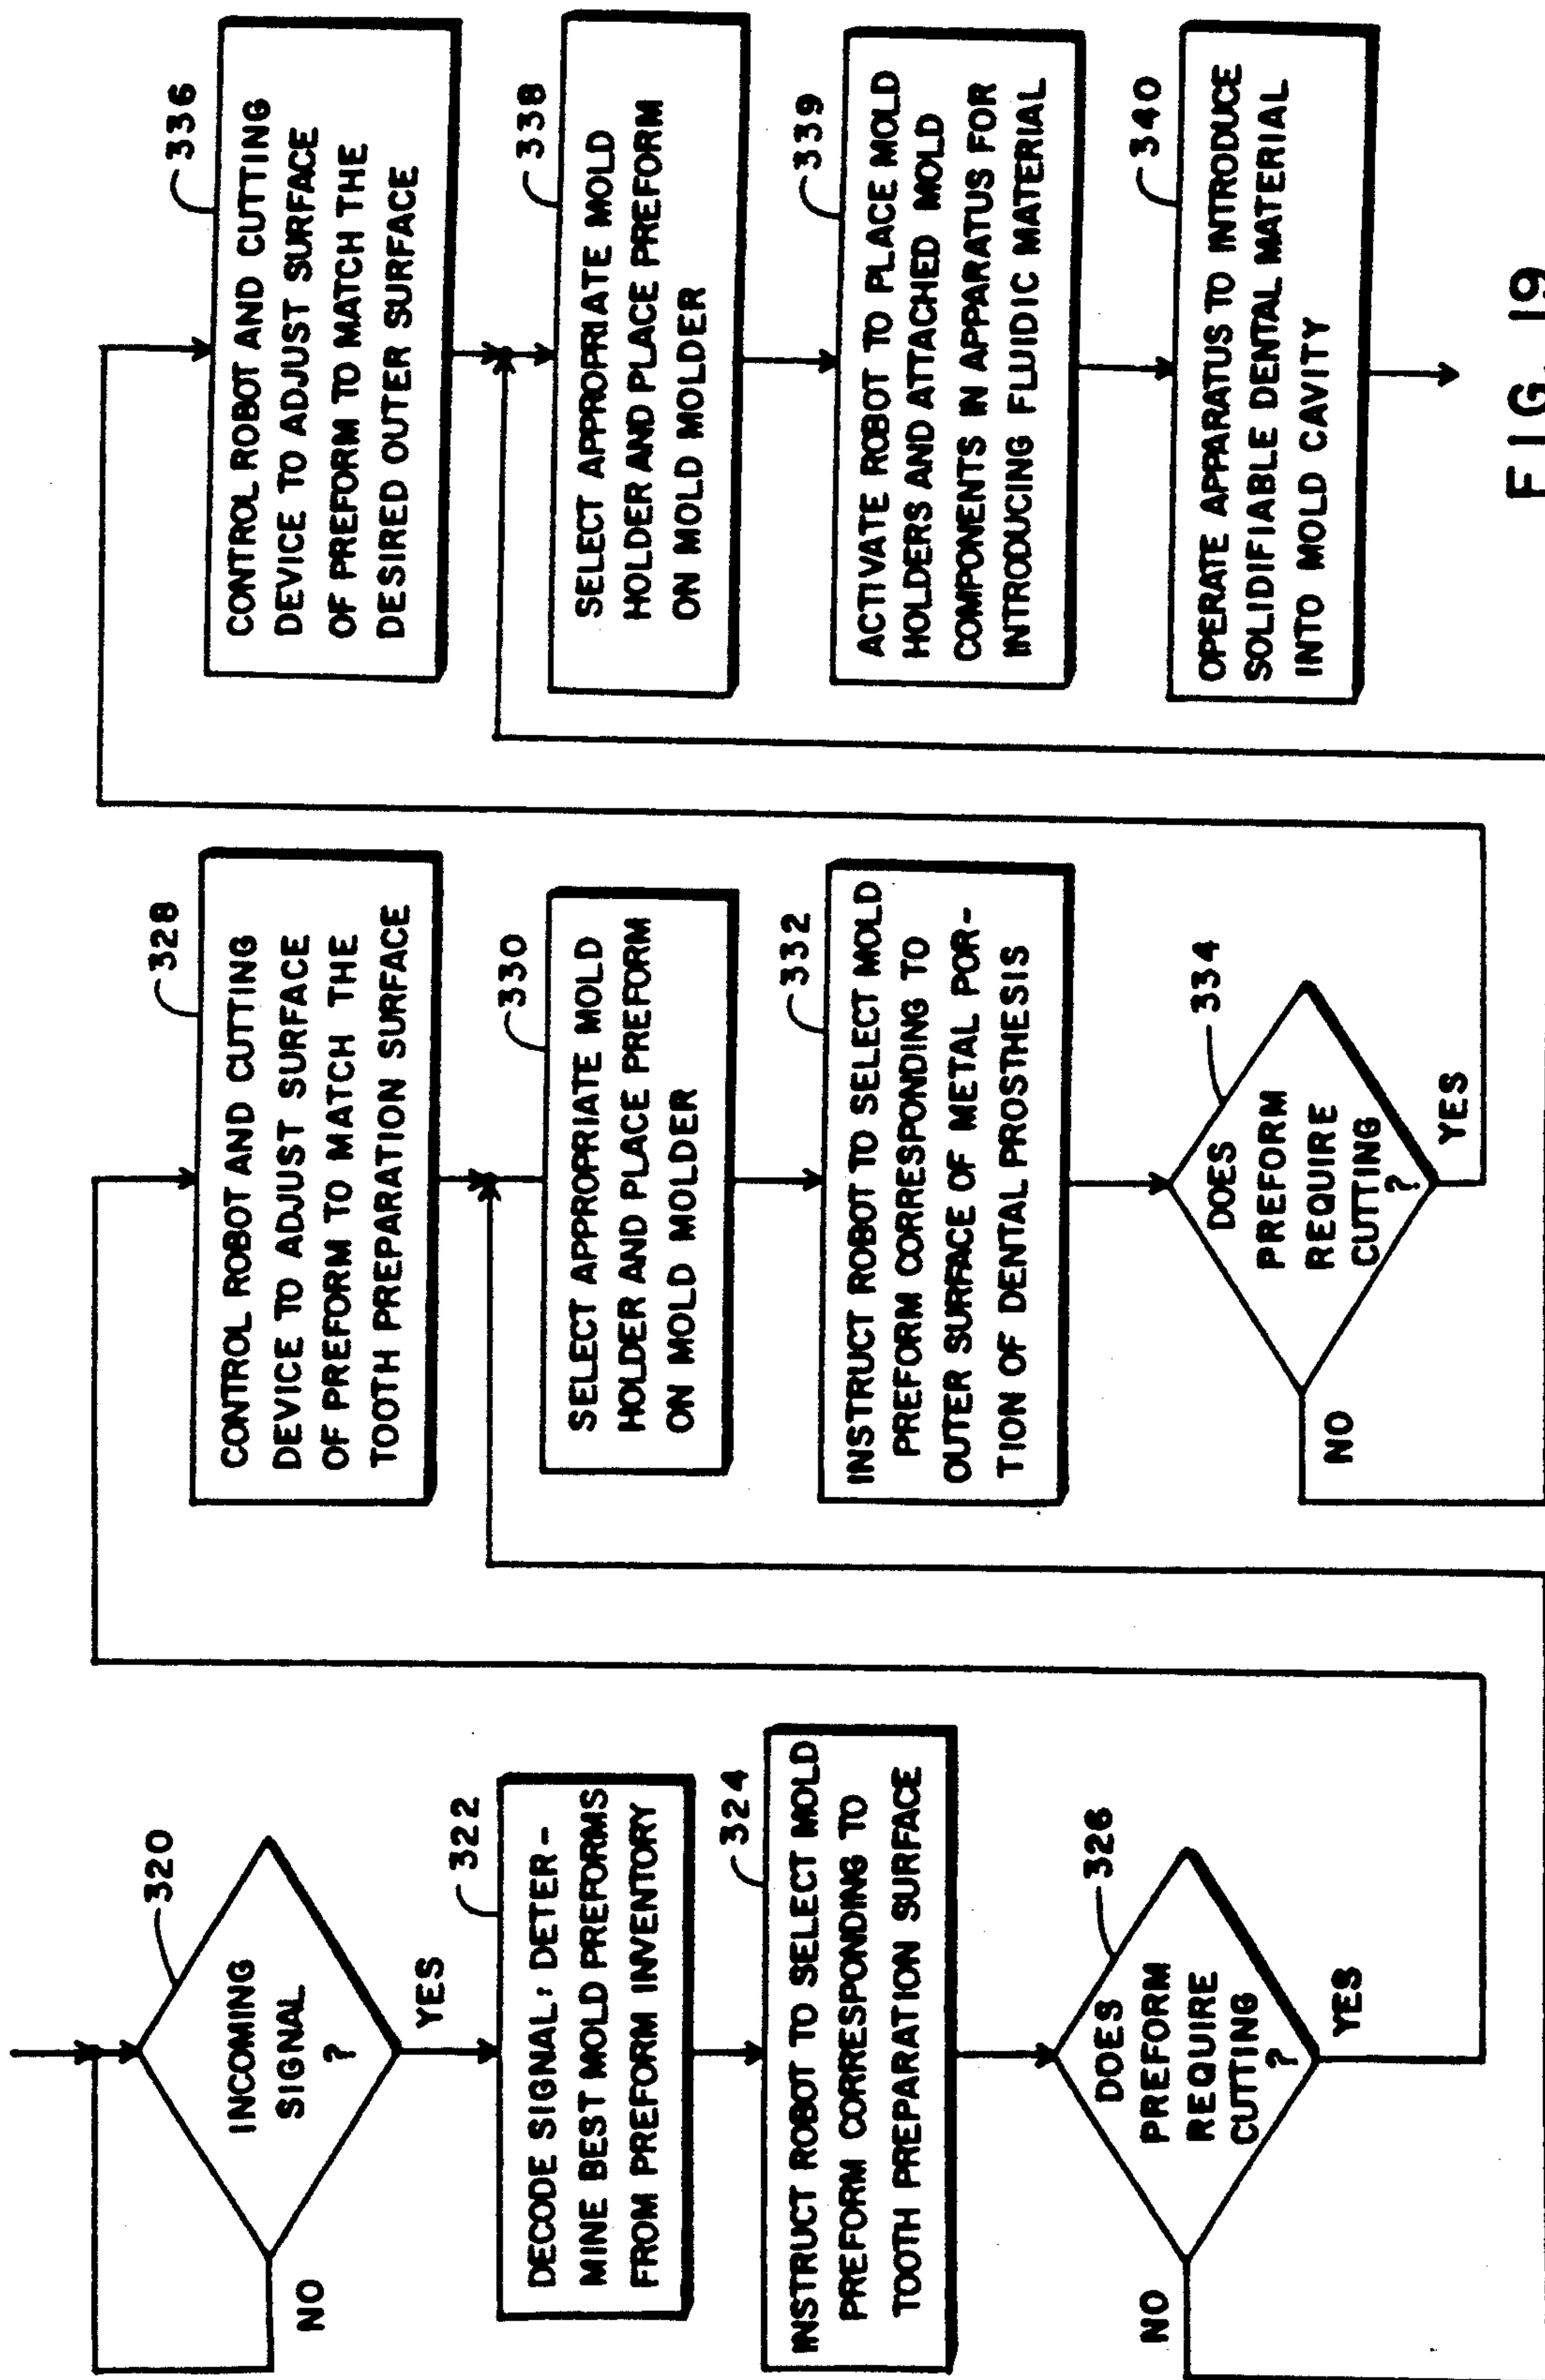 320
INCOMING
SIGNAL
?
NO
YES
322
DECODE SIGNAL: DETER-
MINE BEST MOLD PREFORMS
FROM PREFORM INVENTORY
324
INSTRUCT ROBOT TO SELECT MOLD
PREFORM CORRESPONDING TO
TOOTH PREPARATION SURFACE
326
DOES
PREFORM
REQUIRE
CUTTING
?
NO
YES
328
CONTROL ROBOT AND CUTTING
DEVICE TO ADJUST SURFACE
OF PREFORM TO MATCH THE
TOOTH PREPARATION SURFACE
330
SELECT APPROPRIATE MOLD
HOLDER AND PLACE PREFORM
ON MOLD MOLDER
332
INSTRUCT ROBOT TO SELECT MOLD
PREFORM CORRESPONDING TO
OUTER SURFACE OF METAL POR-
TION OF DENTAL PROSTHESIS
334
DOES
PREFORM
REQUIRE
CUTTING
?
NO
YES
336
CONTROL ROBOT AND CUTTING
DEVICE TO ADJUST SURFACE
OF PREFORM TO MATCH THE
DESIRED OUTER SURFACE
338
SELECT APPROPRIATE MOLD
HOLDER AND PLACE PREFORM
ON MOLD MOLDER
339
ACTIVATE ROBOT TO PLACE MOLD
HOLDERS AND ATTACHED MOLD
COMPONENTS IN APPARATUS FOR
INTRODUCING FLUIDIC MATERIAL
340
OPERATE APPARATUS TO INTRODUCE
SOLIDIFIABLE DENTAL MATERIAL
INTO MOLD CAVITY
FIG. 19